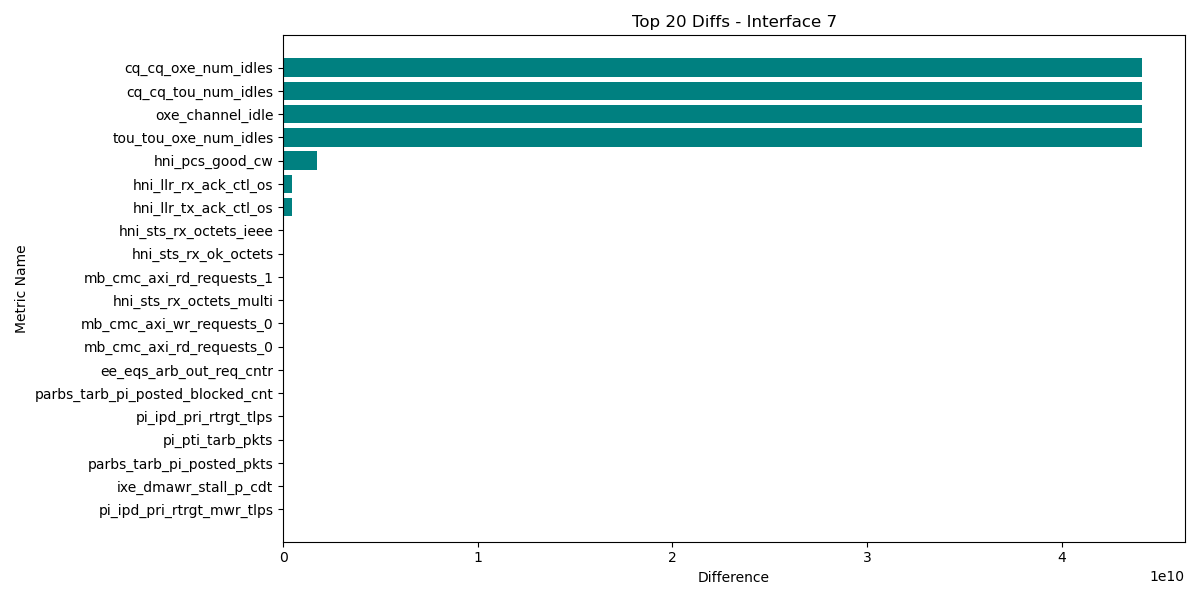 Top 20 Diffs - Interface 7
cq_cq_oxe_num_idles
cq_cq_tou_num_idles
oxe_channel_idle
tou_tou_oxe_num_idles
hni_pcs_good_cw
hni_llr_rx_ack_ctl_os
hni_llr_tx_ack_ctl_os
hni_sts_rx_octets_ieee
hni_sts_rx_ok_octets
mb_cmc_axi_rd_requests_1
hni_sts_rx_octets_multi
mb_cmc_axi_wr_requests_0
mb_cmc_axi_rd_requests_0
ee_eqs_arb_out_req_cntr
parbs_tarb_pi_posted_blocked_cnt
pi_ipd_pri_rtrgt_tlps
pi_pti_tarb_pkts
parbs_tarb_pi_posted_pkts
ixe_dmawr_stall_p_cdt
pi_ipd_pri_rtrgt_mwr_tlps
Metric Name
0 1 2 3 4
1e10
Difference